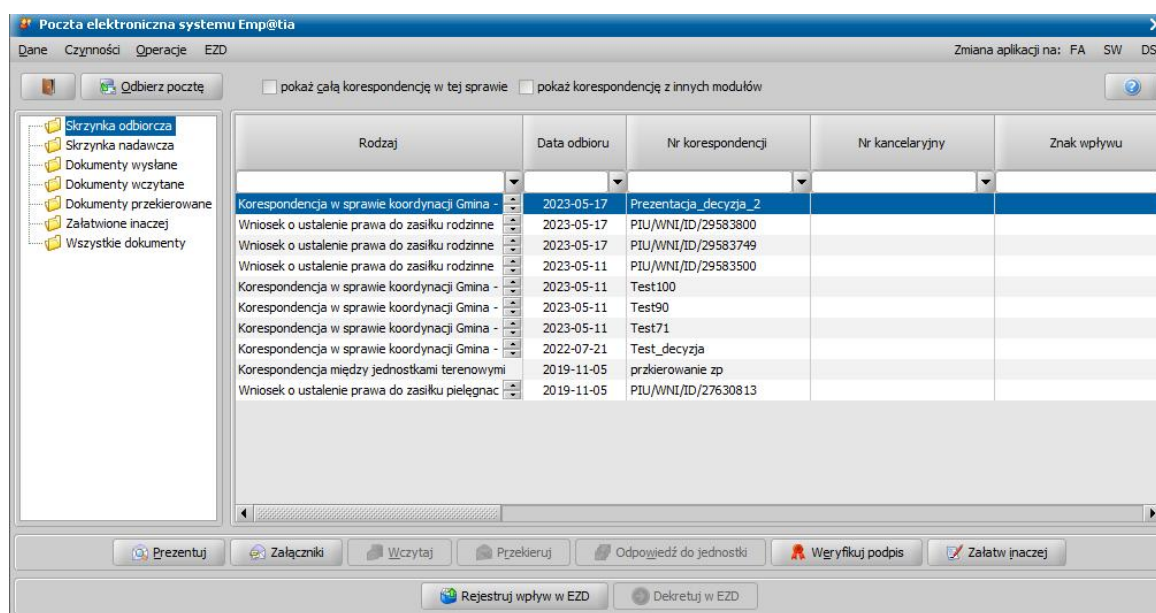 Poczta elektroniczna systemu Emp@tia
Dane Czynności Operacje EZD Zmiana aplikacji na: FA SW DS
Odbierz pocztę pokaż całą korespondencję w tej sprawie pokaż korespondencję z innych modułów
Skrzynka odbiorcza
Skrzynka nadawcza
Dokumenty wysłane
Dokumenty wczytane
Dokumenty przekierowane
Załatwione inaczej
Wszystkie dokumenty
Rodzaj Data odbioru Nr korespondencji Nr kancelaryjny Znak wpływu
Korespondencja w sprawie koordynacji Gmina - 2023-05-17 Prezentacja_decyzja_2
Wniosek o ustalenie prawa do zasiłku rodzinne 2023-05-17 PIU/WNI/ID/29583800
Wniosek o ustalenie prawa do zasiłku rodzinne 2023-05-17 PIU/WNI/ID/29583749
Wniosek o ustalenie prawa do zasiłku rodzinne 2023-05-11 PIU/WNI/ID/29583500
Korespondencja w sprawie koordynacji Gmina - 2023-05-11 Test100
Korespondencja w sprawie koordynacji Gmina - 2023-05-11 Test90
Korespondencja w sprawie koordynacji Gmina - 2023-05-11 Test71
Korespondencja w sprawie koordynacji Gmina - 2022-07-21 Test_decyzja
Korespondencja między jednostkami terenowymi 2019-11-05 przkierowanie zp
Wniosek o ustalenie prawa do zasiłku pielęgnac 2019-11-05 PIU/WNI/ID/27630813
Prezentuj Załączniki Wczytaj Przekieruj Odpowiedź do jednostki Weryfikuj podpis Załatw inaczej
Rejestruj wpływ w EZD Dekretuj w EZD